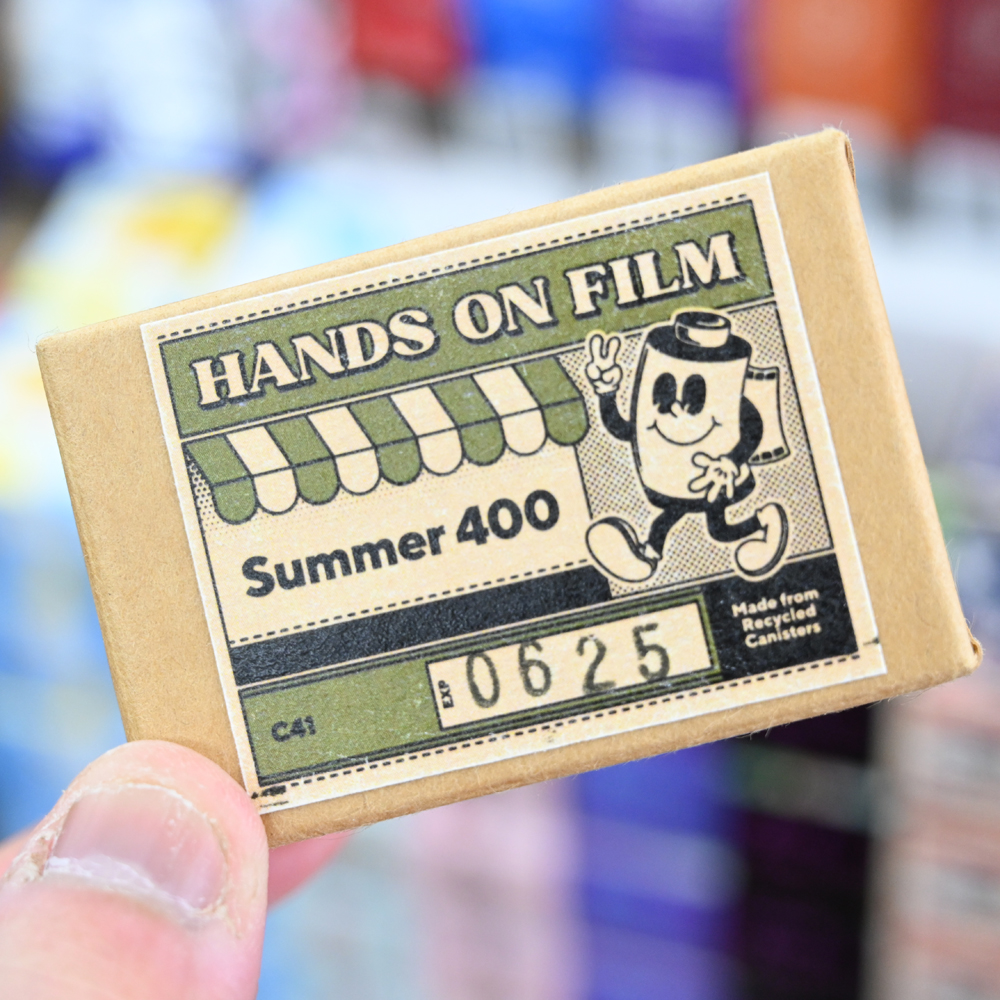 HANDS ON FILM
Summer 400
Made from
Recycled
Canisters
EXP
0625
C41